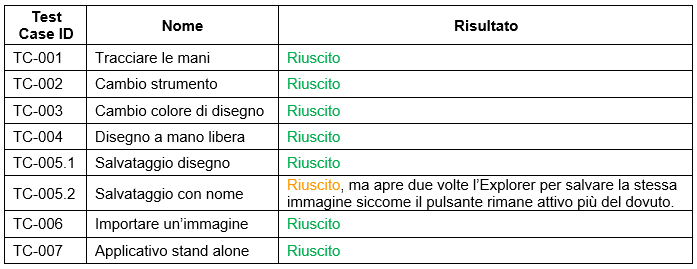 Test Case ID Nome Risultato
TC-001 Tracciare le mani Riuscito
TC-002 Cambio strumento Riuscito
TC-003 Cambio colore di disegno Riuscito
TC-004 Disegno a mano libera Riuscito
TC-005.1 Salvataggio disegno Riuscito
TC-005.2 Salvataggio con nome Riuscito, ma apre due volte l’Explorer per salvare la stessa
immagine siccome il pulsante rimane attivo più del dovuto.
TC-006 Importare un’immagine Riuscito
TC-007 Applicativo stand alone Riuscito